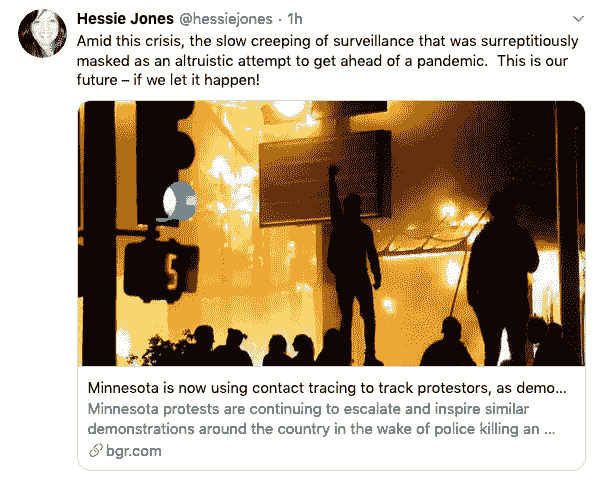 Hessie Jones @hessiejones · 1h
Amid this crisis, the slow creeping of surveillance that was surreptitiously
masked as an altruistic attempt to get ahead of a pandemic. This is our
future – if we let it happen!
5
Minnesota is now using contact tracing to track protestors, as demo...
Minnesota protests are continuing to escalate and inspire similar
demonstrations around the country in the wake of police killing an ...
bgr.com